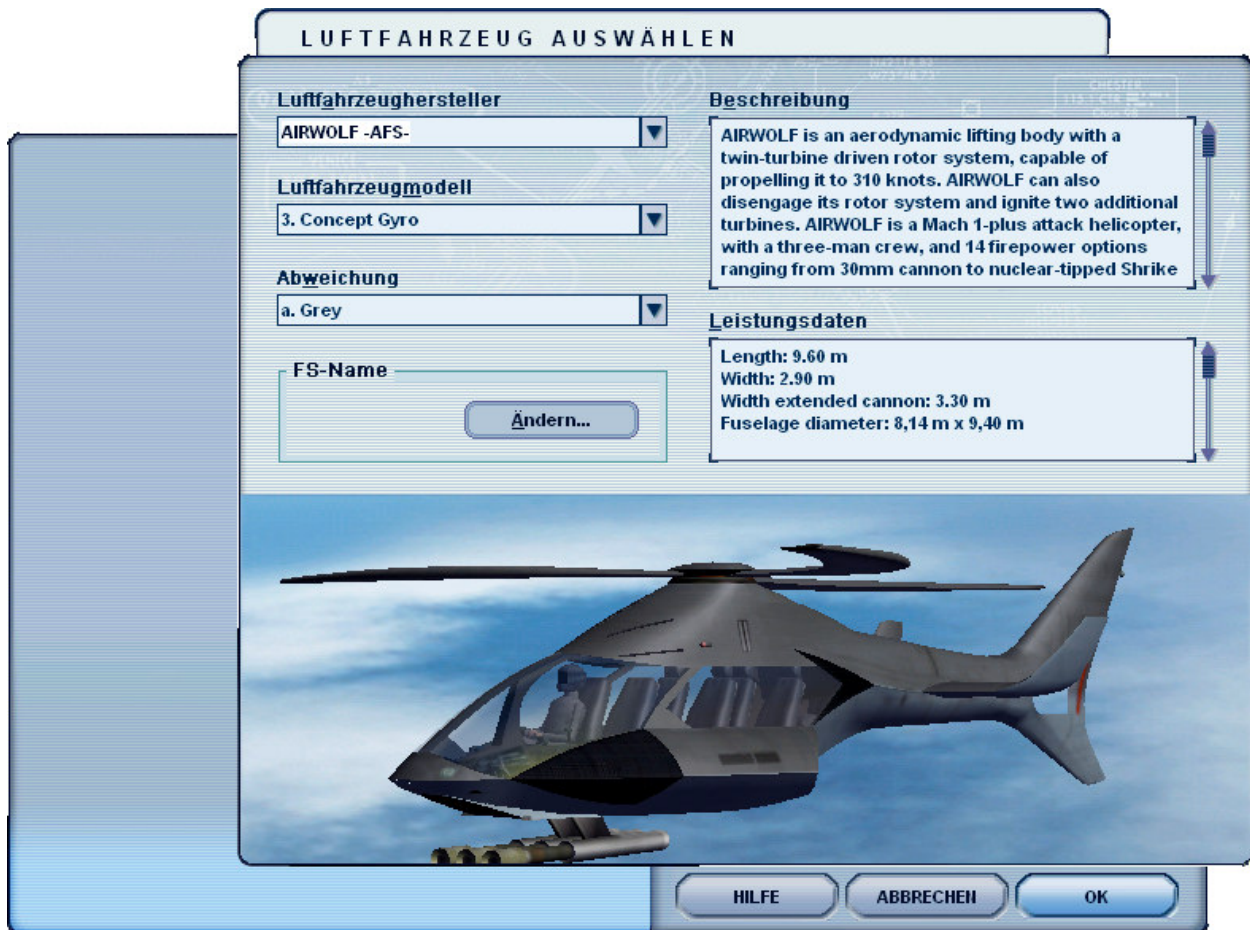 LUFTFAHRZEUG AUSWÄHLEN
Luftfahrzeughersteller
AIRWOLF -AFS-
Luftfahrzeugmodell
3. Concept Gyro
Abweichung
a. Grey
FS-Name
Ändern...
Beschreibung
AIRWOLF is an aerodynamic lifting body with a
twin-turbine driven rotor system, capable of
propelling it to 310 knots. AIRWOLF can also
disengage its rotor system and ignite two additional
turbines. AIRWOLF is a Mach 1-plus attack helicopter,
with a three-man crew, and 14 firepower options
ranging from 30mm cannon to nuclear-tipped Shrike
Leistungsdaten
Length: 9.60 m
Width: 2.90 m
Width extended cannon: 3.30 m
Fuselage diameter: 8,14 m x 9,40 m
CHESTER
VENICE
N
HILFE
ABBRECHEN
OK